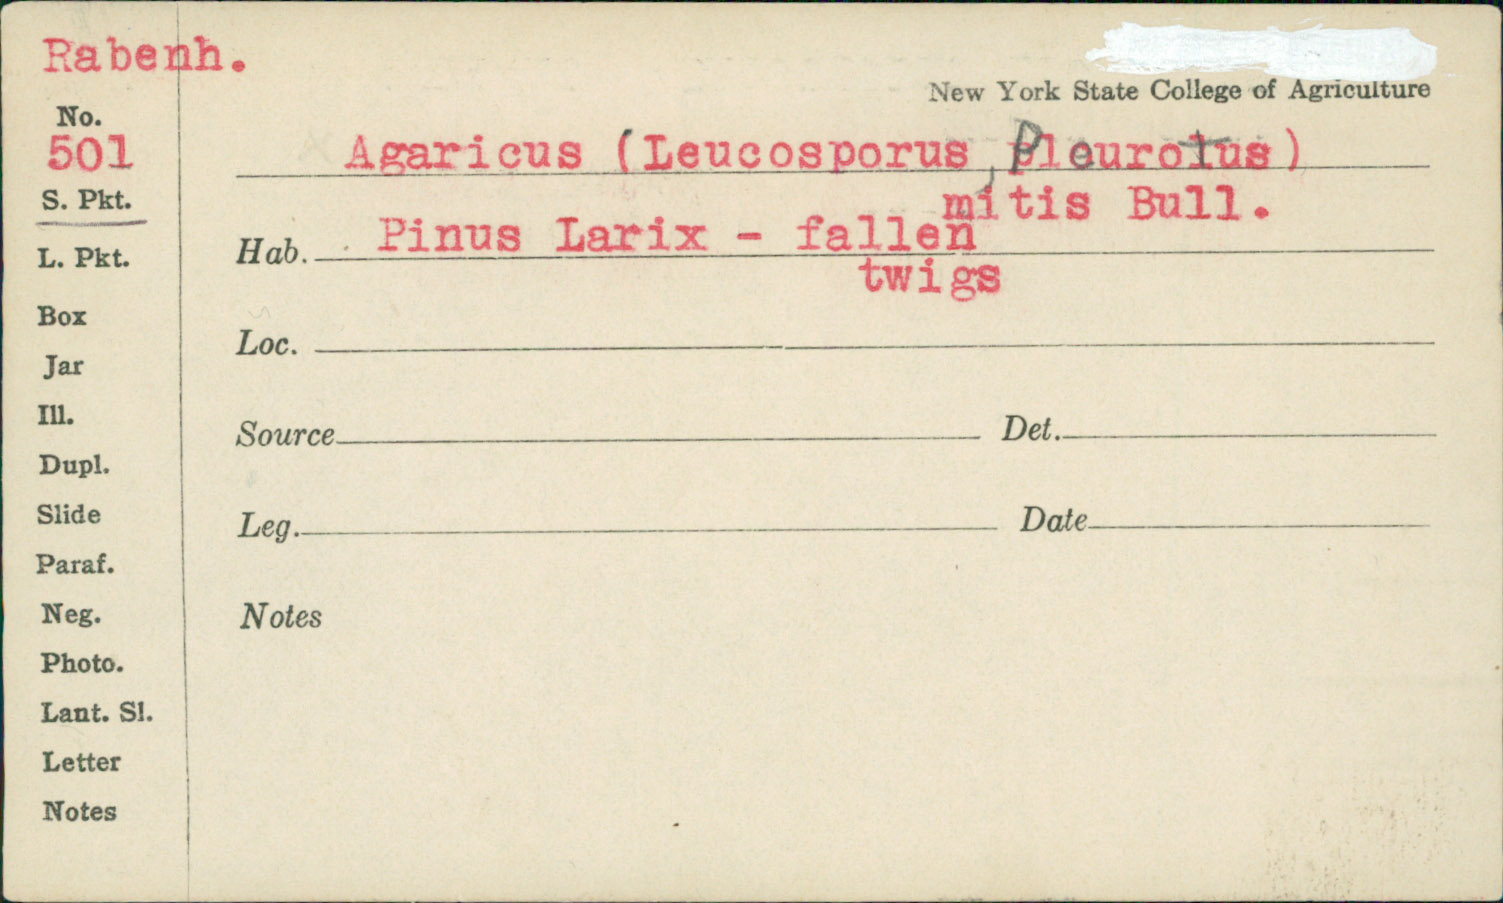 Rabenh.
New York State College of Agriculture
No.
501
Agaricus (Leucosporus, Pleurotus)
mitis Bull.
S. Pkt.
Hab. Pinus Larix - fallen
twigs
L. Pkt.
Box
Loc.
Jar
Ill.
Source Det.
Dupl.
Slide
Leg. Date
Paraf.
Neg.
Notes
Photo.
Lant. Sl.
Letter
Notes